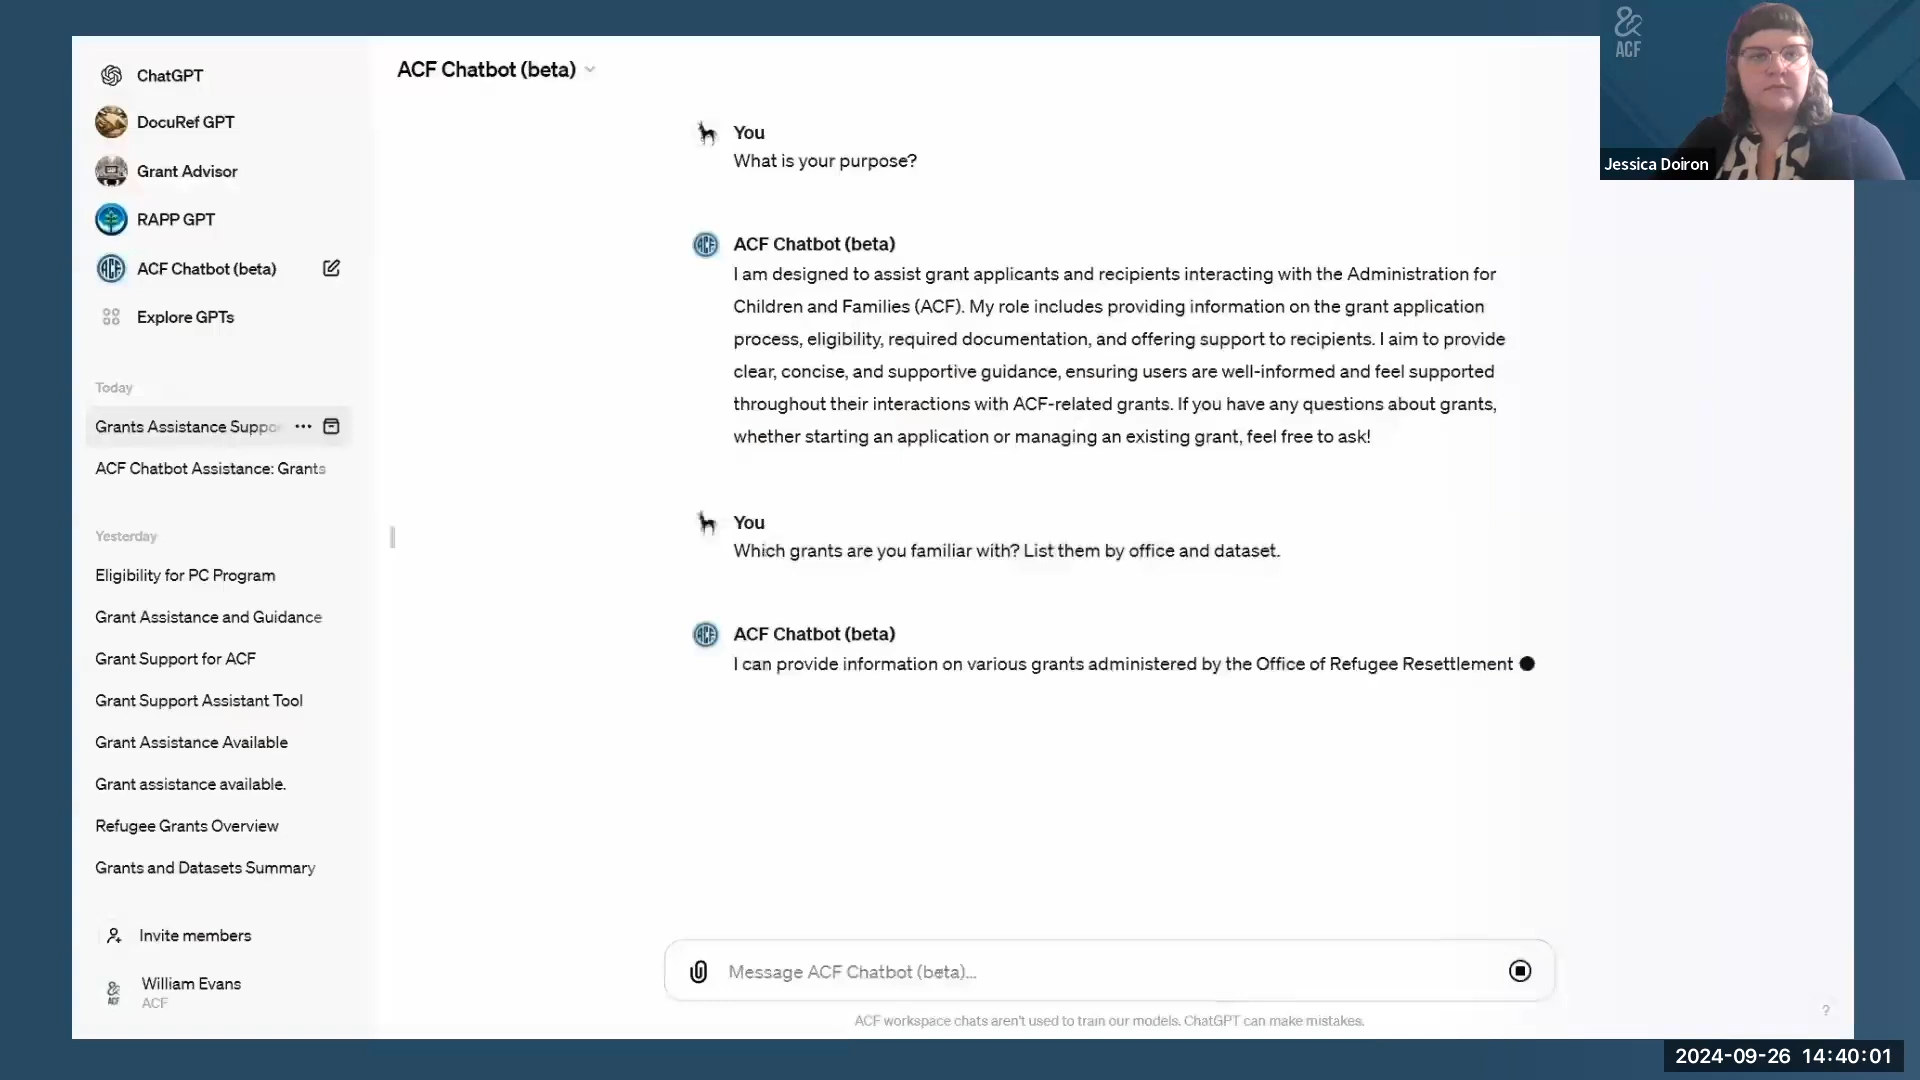 ChatGPT
DocuRef GPT
Grant Advisor
RAPP GPT
ACF Chatbot (beta)
Explore GPTs
Today
Grants Assistance Suppo
ACF Chatbot Assistance: Grants
Yesterday
Eligibility for PC Program
Grant Assistance and Guidance
Grant Support for ACF
Grant Support Assistant Tool
Grant Assistance Available
Grant assistance available.
Refugee Grants Overview
Grants and Datasets Summary
Invite members
William Evans
ACF
ACF
ACF Chatbot (beta)
You
What is your purpose?
ACF
ACF Chatbot (beta)
I am designed to assist grant applicants and recipients interacting with the Administration for
Children and Families (ACF). My role includes providing information on the grant application
process, eligibility, required documentation, and offering support to recipients. I aim to provide
clear, concise, and supportive guidance, ensuring users are well-informed and feel supported
throughout their interactions with ACF-related grants. If you have any questions about grants,
whether starting an application or managing an existing grant, feel free to ask!
You
Which grants are you familiar with? List them by office and dataset.
ACF
ACF Chatbot (beta)
I can provide information on various grants administered by the Office of Refugee Resettlement
Message ACF Chatbot (beta)...
ACF workspace chats aren't used to train our models. ChatGPT can make mistakes.
?
& ACF
Jessica Doiron
2024-09-26 14:40:01